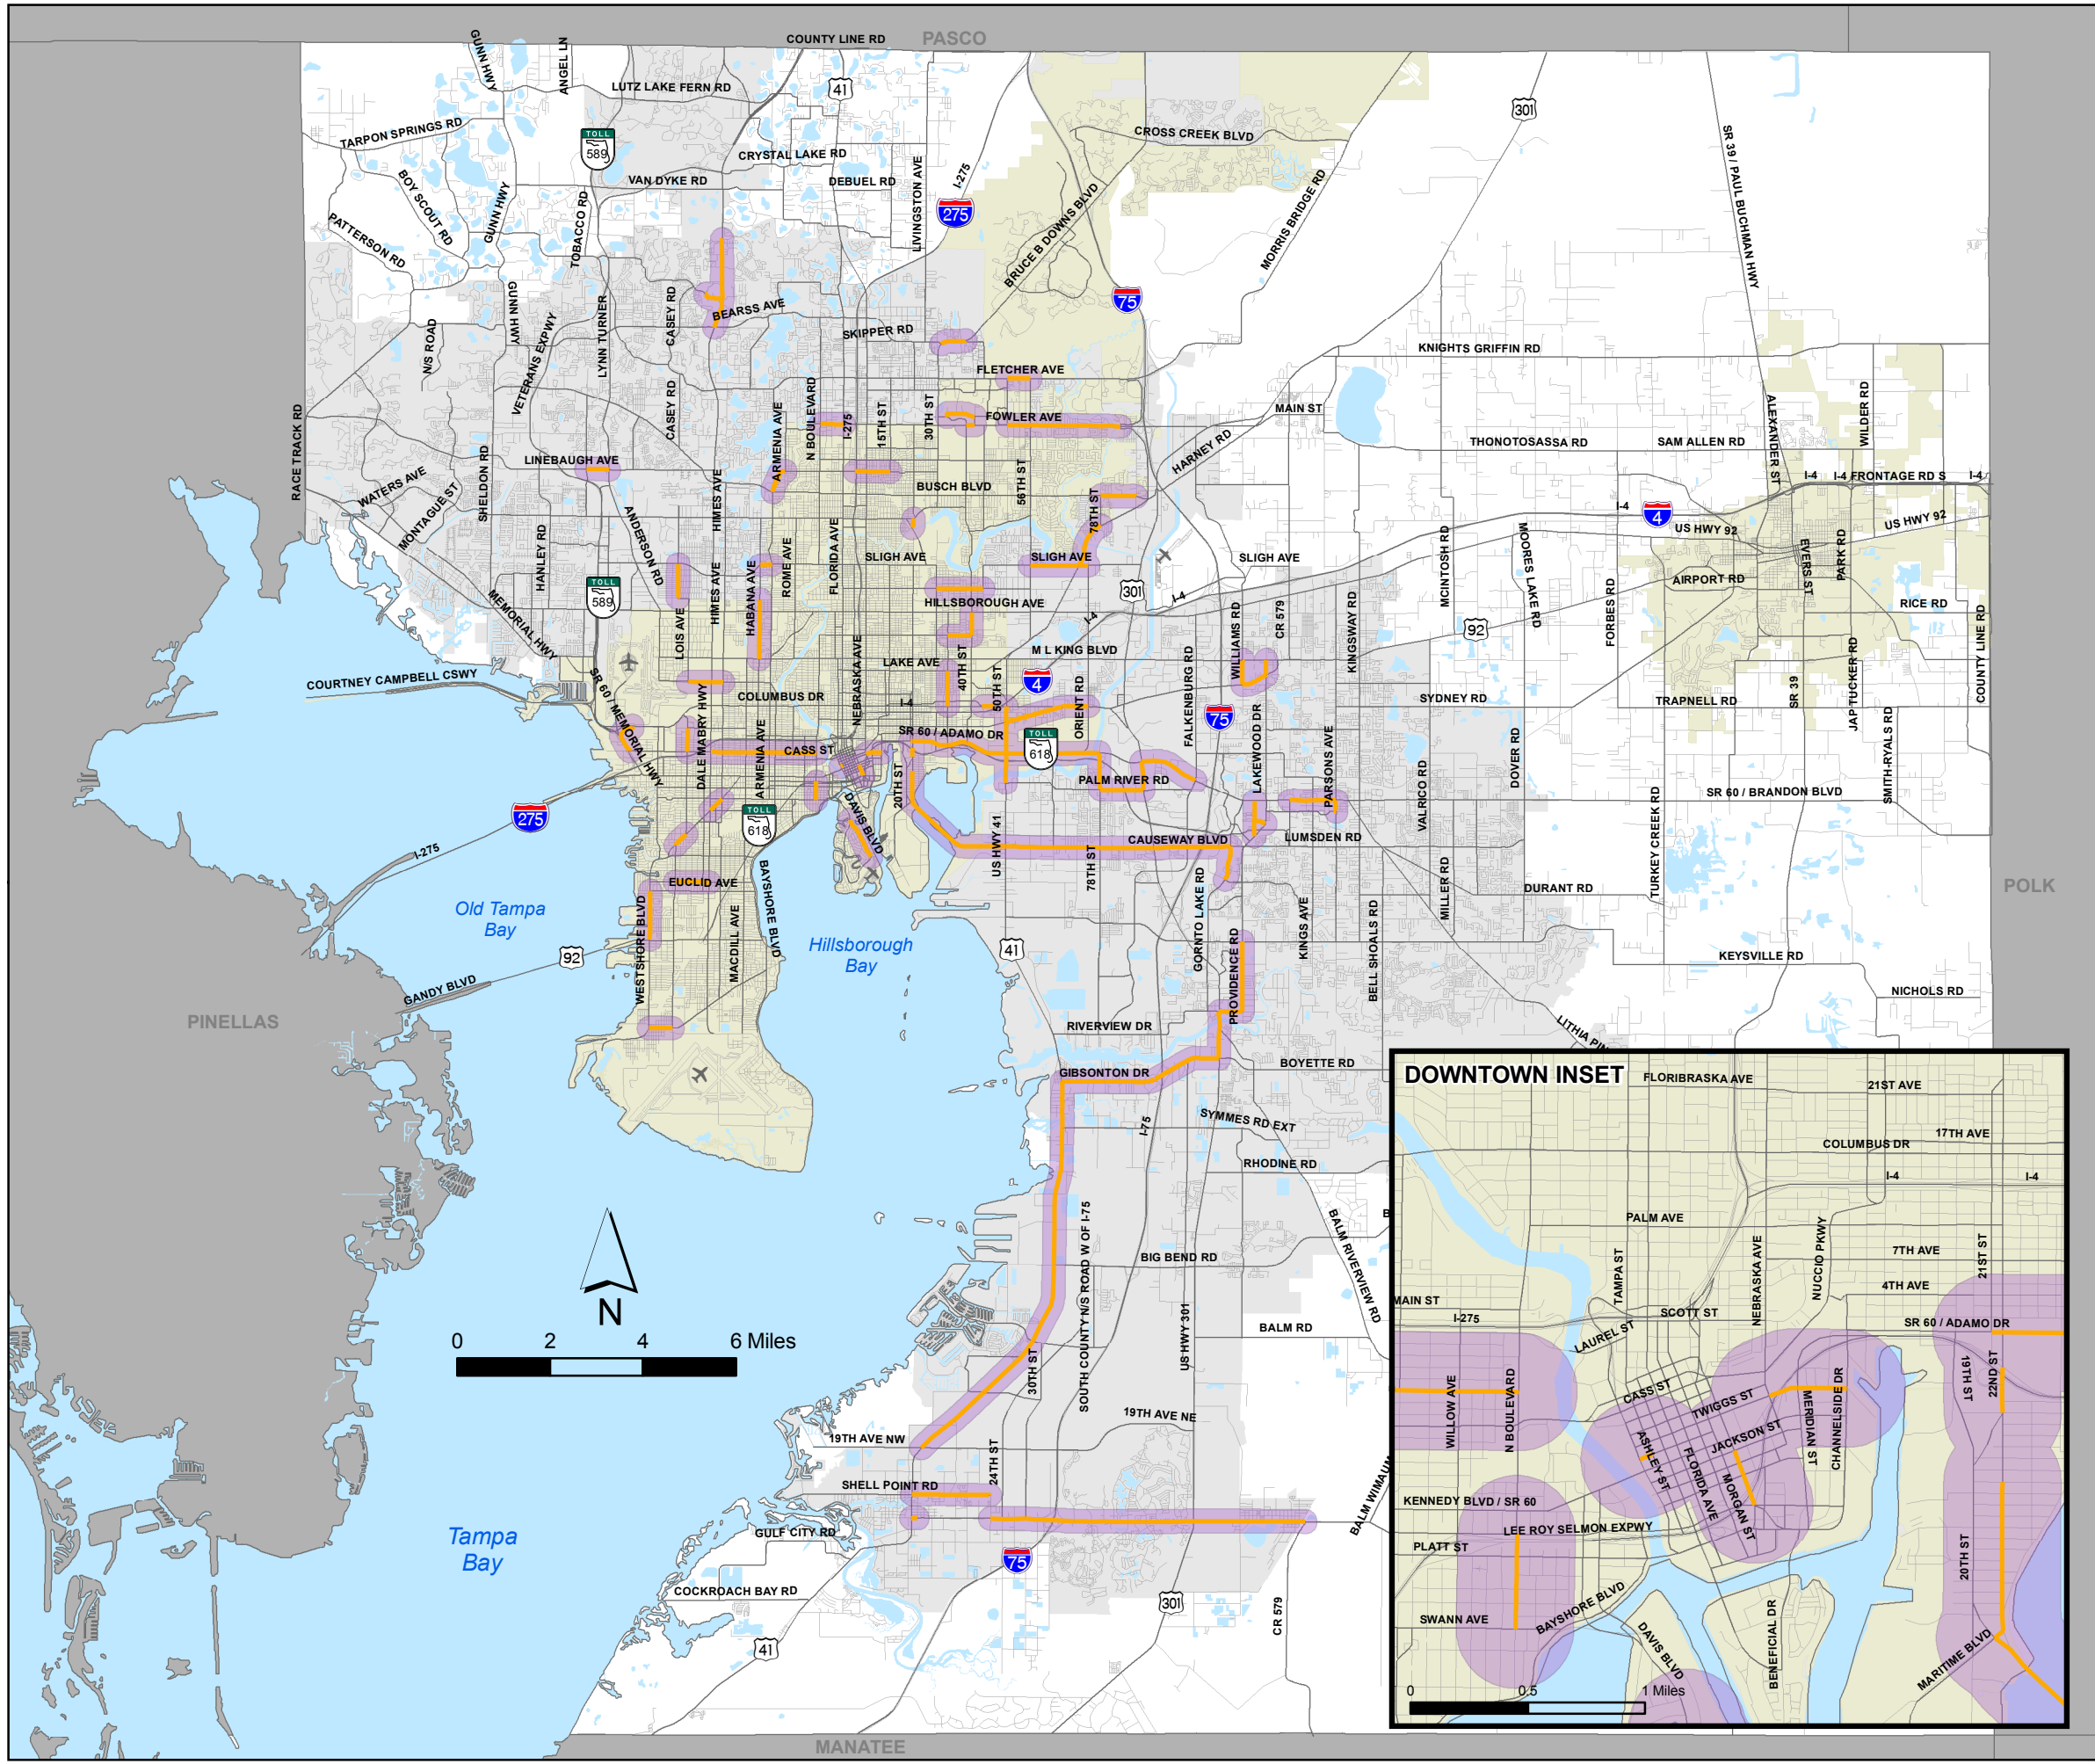 PASCO
COUNTY LINE RD
GUNN HWY
ANGEL LN
LUTZ LAKE FERN RD
41
301
TARPON SPRINGS RD
TOLL
589
CROSS CREEK BLVD
CRYSTAL LAKE RD
LIVINGSTON AVE
I-275
SR 39 / PAUL BUCHMAN HWY
BOY SCOUT RD
VAN DYKE RD
DEBUEL RD
GUNN HWY
TOBACCO RD
275
BRUCE B DOWNS BLVD
MORRIS BRIDGE RD
PATTERSON RD
75
GUNN HWY
LYNN TURNER
CASEY RD
BEARSS AVE
SKIPPER RD
N/S ROAD
VETERANS EXPWY
KNIGHTS GRIFFIN RD
FLETCHER AVE
CASEY RD
ARMENIA AVE
N BOULEVARD
I-275
15TH ST
30TH ST
FOWLER AVE
MAIN ST
RACE TRACK RD
ALEXANDER ST
WILDER RD
THONOTOSASSA RD
SAM ALLEN RD
HARNEY RD
LINEBAUGH AVE
WATERS AVE
SHELDON RD
HIMES AVE
BUSCH BLVD
56TH ST
I-4
I-4 FRONTAGE RD S
I-4
MONTAGUE ST
78TH ST
I-4
4
US HWY 92
US HWY 92
HANLEY RD
ANDERSON RD
FLORIDA AVE
ROME AVE
SLIGH AVE
SLIGH AVE
SLIGH AVE
MCINTOSH RD
MOORES LAKE RD
EVERS ST
PARK RD
TOLL
589
HIMES AVE
HABANA AVE
301
I-4
AIRPORT RD
FORBES RD
MEMORIAL HWY
HILLSBOROUGH AVE
I-4
WILLIAMS RD
CR 579
KINGSWAY RD
92
RICE RD
COUNTY LINE RD
LOIS AVE
NEBRASKA AVE
LAKE AVE
40TH ST
M L KING BLVD
FALKENBURG RD
JAP TUCKER RD
COURTNEY CAMPBELL CSWY
SR 60 / MEMORIAL HWY
COLUMBUS DR
50TH ST
4
ORIENT RD
SYDNEY RD
TRAPNELL RD
SR 39
I-4
75
DALE MABRY HWY
ARMENIA AVE
CASS ST
SR 60 / ADAMO DR
TOLL
618
LAKEWOOD DR
PARSONS AVE
DOVER RD
SMITH-RYALS RD
20TH ST
PALM RIVER RD
VALRICO RD
SR 60 / BRANDON BLVD
275
TOLL
618
DAVIS BLVD
US HWY 41
CAUSEWAY BLVD
LUMSDEN RD
TURKEY CREEK RD
I-275
78TH ST
EUCLID AVE
BAYSHORE BLVD
MILLER RD
DURANT RD
POLK
Old Tampa
Bay
WESTSHORE BLVD
MACDILL AVE
Hillsborough
Bay
GORNTO LAKE RD
PROVIDENCE RD
KINGS AVE
BELL SHOALS RD
92
41
KEYSVILLE RD
GANDY BLVD
NICHOLS RD
PINELLAS
RIVERVIEW DR
LITHIA PIN
GIBSONTON DR
BOYETTE RD
SYMMES RD EXT
I-75
RHODINE RD
SOUTH COUNTY N/S ROAD W OF I-75
BALM RIVERVIEW RD
B
BIG BEND RD
N
0
2
4
6 Miles
US HWY 301
BALM RD
30TH ST
19TH AVE NE
19TH AVE NW
24TH ST
SHELL POINT RD
BALM WIMAUM
GULF CITY RD
Tampa
Bay
75
COCKROACH BAY RD
301
CR 579
41
MANATEE
DOWNTOWN INSET
FLORIBRASKA AVE
21ST AVE
17TH AVE
COLUMBUS DR
I-4
I-4
PALM AVE
TAMPA ST
NEBRASKA AVE
NUCCIO PKWY
7TH AVE
21ST ST
4TH AVE
MAIN ST
I-275
SCOTT ST
LAUREL ST
SR 60 / ADAMO DR
WILLOW AVE
N BOULEVARD
CASS ST
TWIGGS ST
MERIDIAN ST
CHANNELSIDE DR
19TH ST
22ND ST
JACKSON ST
ASHLEY ST
FLORIDA AVE
MORGAN ST
KENNEDY BLVD / SR 60
LEE ROY SELMON EXPWY
PLATT ST
20TH ST
SWANN AVE
BAYSHORE BLVD
DAVIS BLVD
BENEFICIAL DR
MARITIME BLVD
0
0.5
1 Miles